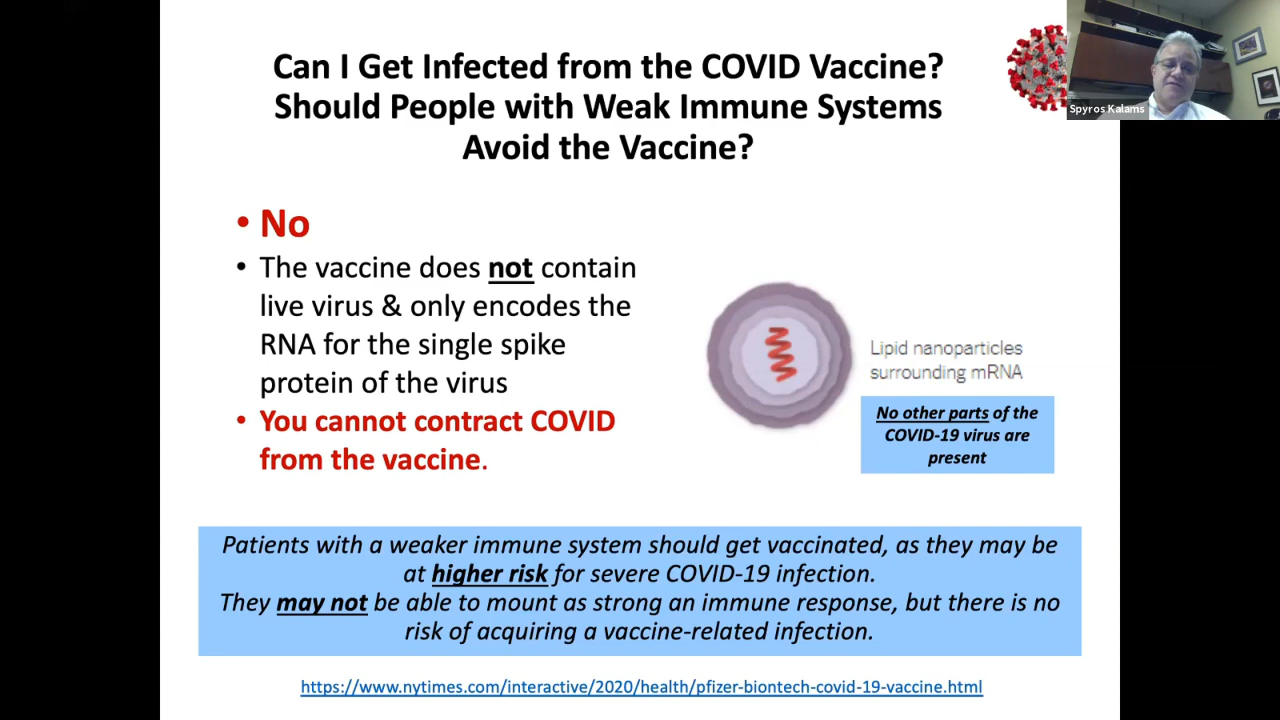 Can I Get Infected from the COVID Vaccine?
Should People with Weak Immune Systems
Avoid the Vaccine?
Spyros Kalams
• No
• The vaccine does not contain
live virus & only encodes the
RNA for the single spike
protein of the virus
• You cannot contract COVID
from the vaccine.
Lipid nanoparticles
surrounding mRNA
No other parts of the
COVID-19 virus are
present
Patients with a weaker immune system should get vaccinated, as they may be
at higher risk for severe COVID-19 infection.
They may not be able to mount as strong an immune response, but there is no
risk of acquiring a vaccine-related infection.
https://www.nytimes.com/interactive/2020/health/pfizer-biontech-covid-19-vaccine.html